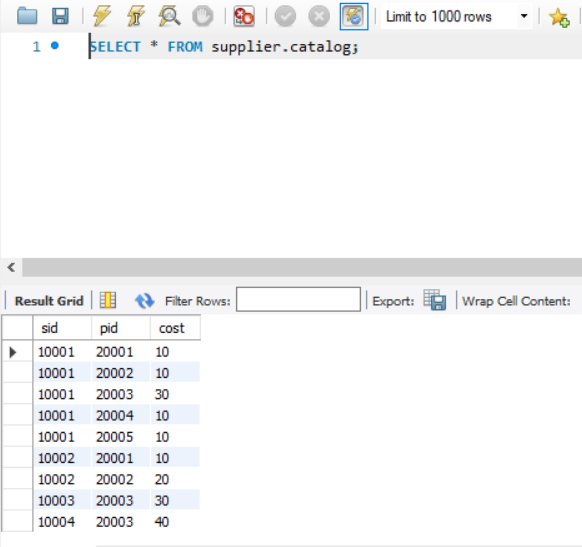 Limit to 1000 rows
1 SELECT * FROM supplier.catalog;
Result Grid Filter Rows: Export: Wrap Cell Content:
sid pid cost
10001 20001 10
10001 20002 10
10001 20003 30
10001 20004 10
10001 20005 10
10002 20001 10
10002 20002 20
10003 20003 30
10004 20003 40